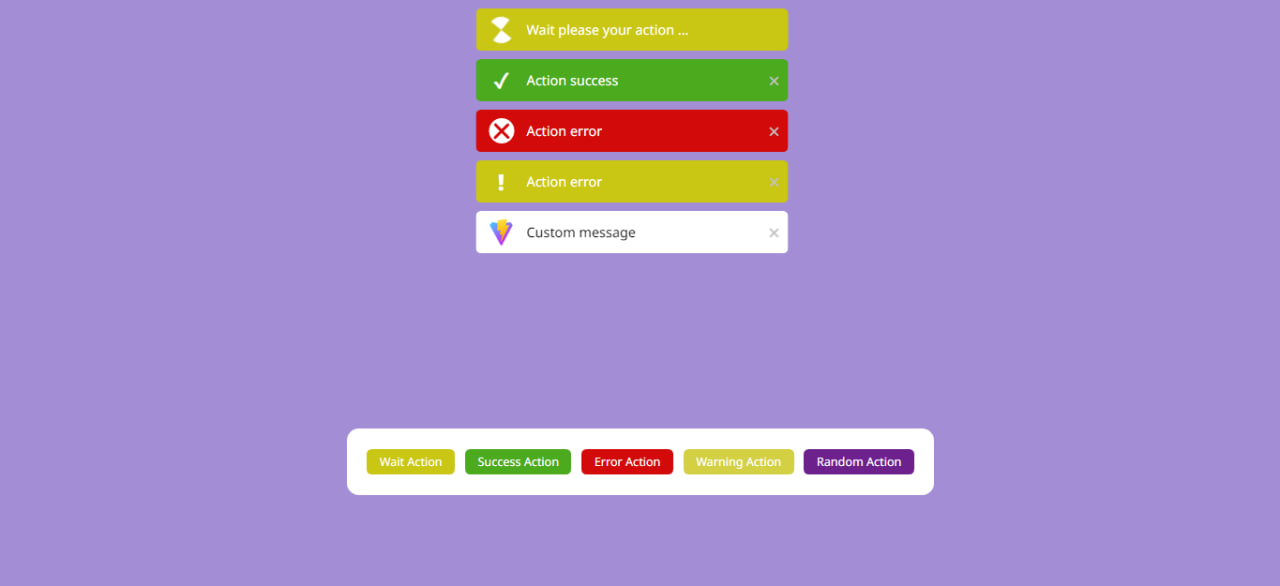 Wait please your action ...
Action success
Action error
Action error
Custom message
Wait Action Success Action Error Action Warning Action Random Action